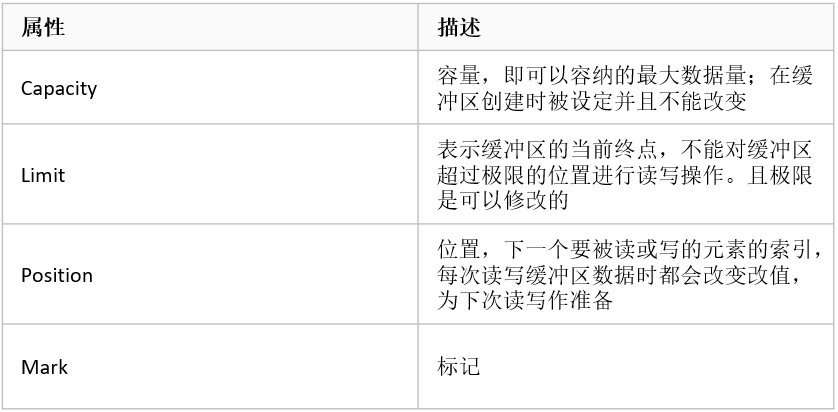 属性 描述
Capacity
容量，即可以容纳的最大数据量；在缓
冲区创建时被设定并且不能改变
Limit
表示缓冲区的当前终点，不能对缓冲区
超过极限的位置进行读写操作。且极限
是可以修改的
Position
位置，下一个要被读或写的元素的索引，
每次读写缓冲区数据时都会改变改值，
为下次读写作准备
Mark
标记